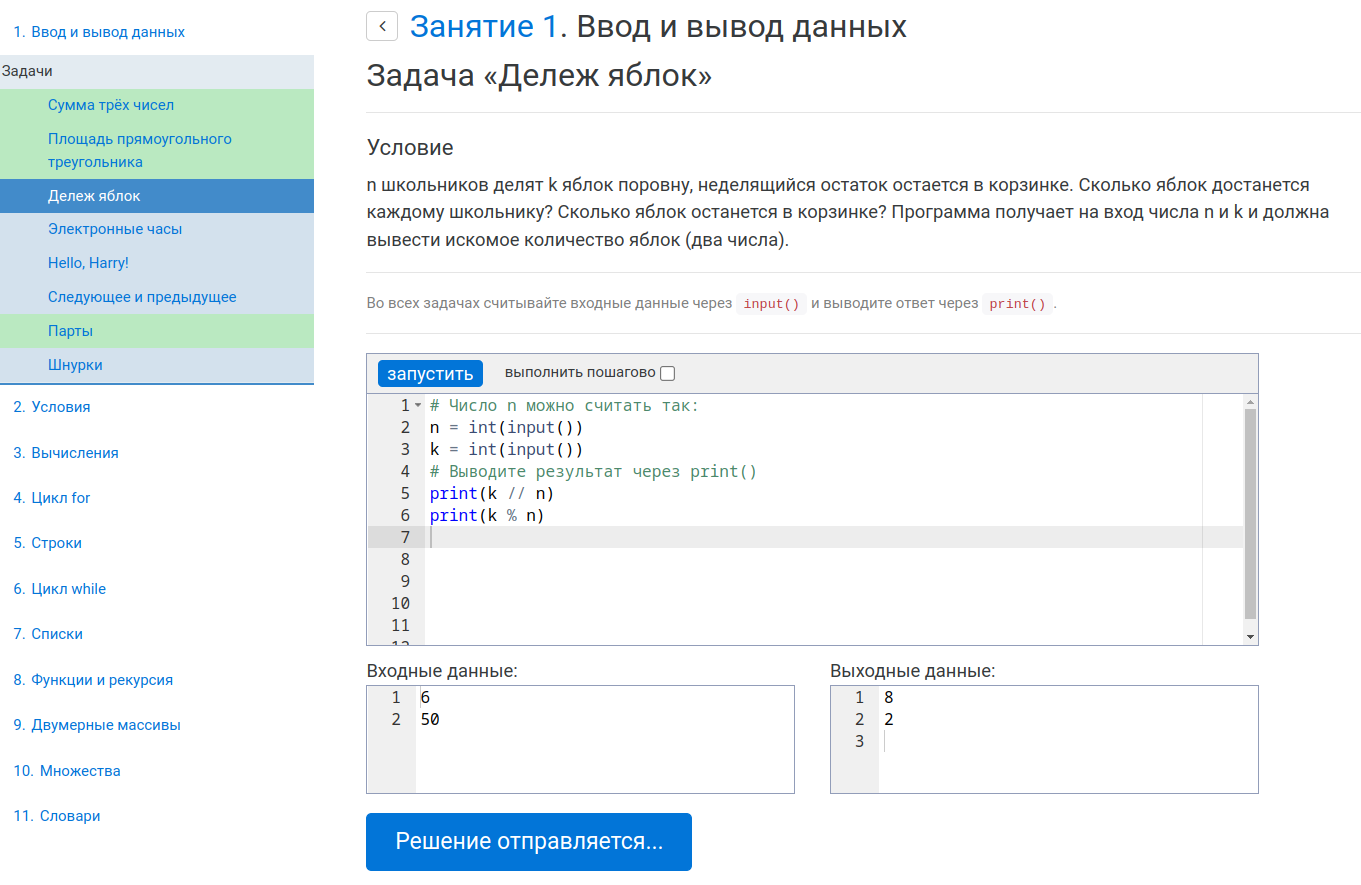 1. Ввод и вывод данных
Задачи
Сумма трёх чисел
Площадь прямоугольного
треугольника
Дележ яблок
Электронные часы
Hello, Harry!
Следующее и предыдущее
Парты
Шнурки
2. Условия
3. Вычисления
4. Цикл for
5. Строки
6. Цикл while
7. Списки
8. Функции и рекурсия
9. Двумерные массивы
10. Множества
11. Словари
Занятие 1. Ввод и вывод данных
Задача «Дележ яблок»
Условие
n школьников делят k яблок поровну, неделящийся остаток остается в корзинке. Сколько яблок достанется
каждому школьнику? Сколько яблок останется в корзинке? Программа получает на вход числа n и k и должна
вывести искомое количество яблок (два числа).
Во всех задачах считывайте входные данные через input() и выводите ответ через print().
запустить выполнить пошагово
1 # Число n можно считать так:
2 n = int(input())
3 k = int(input())
4 # Выводите результат через print()
5 print(k // n)
6 print(k % n)
7
8
9
10
11
12
Входные данные:
1 6
2 50
Выходные данные:
1 8
2 2
3
Решение отправляется...